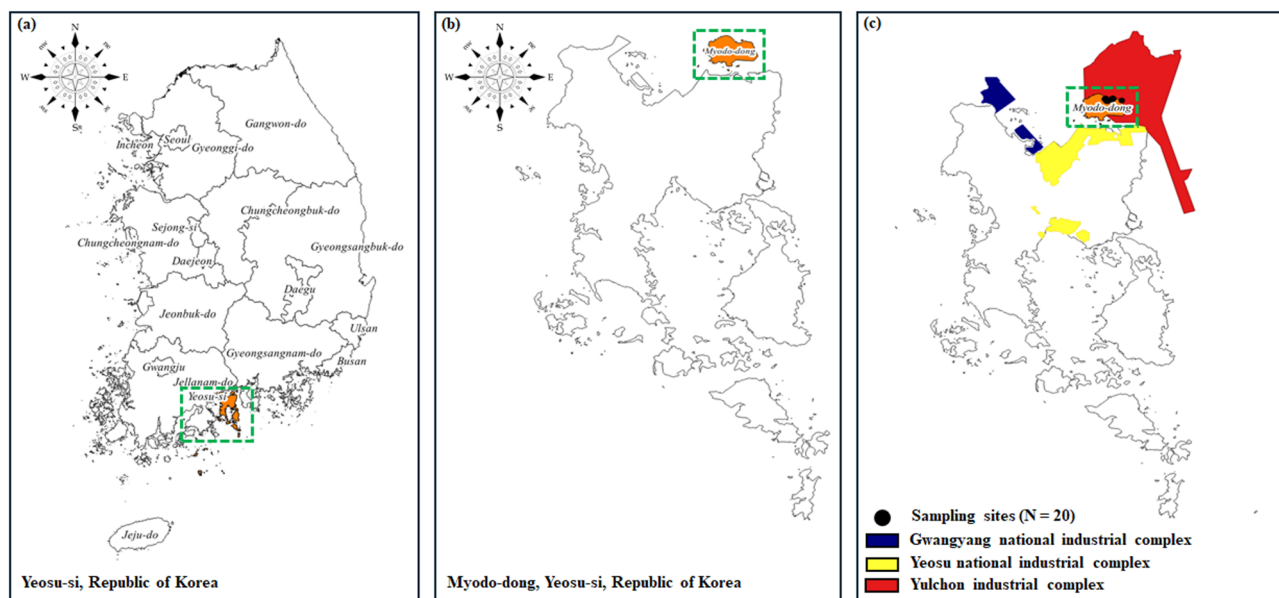 (a)
N
W
E
S
Gangwon-do
Seoul
Incheon
Gyeonggi-do
Chungcheongbuk-do
Sejong-si
Chungcheongnam-do
Gyeongsangbuk-do
Daejeon
Daegu
Jeonbuk-do
Ulsan
Gyeongsangnam-do
Busan
Gwangju
Jellanam-do
Yeosu-si
Jeju-do
Yeosu-si, Republic of Korea
(b)
N
W
E
S
Myodo-dong
Myodo-dong, Yeosu-si, Republic of Korea
(c)
Myodo-dong
Sampling sites (N = 20)
Gwangyang national industrial complex
Yeosu national industrial complex
Yulchon industrial complex